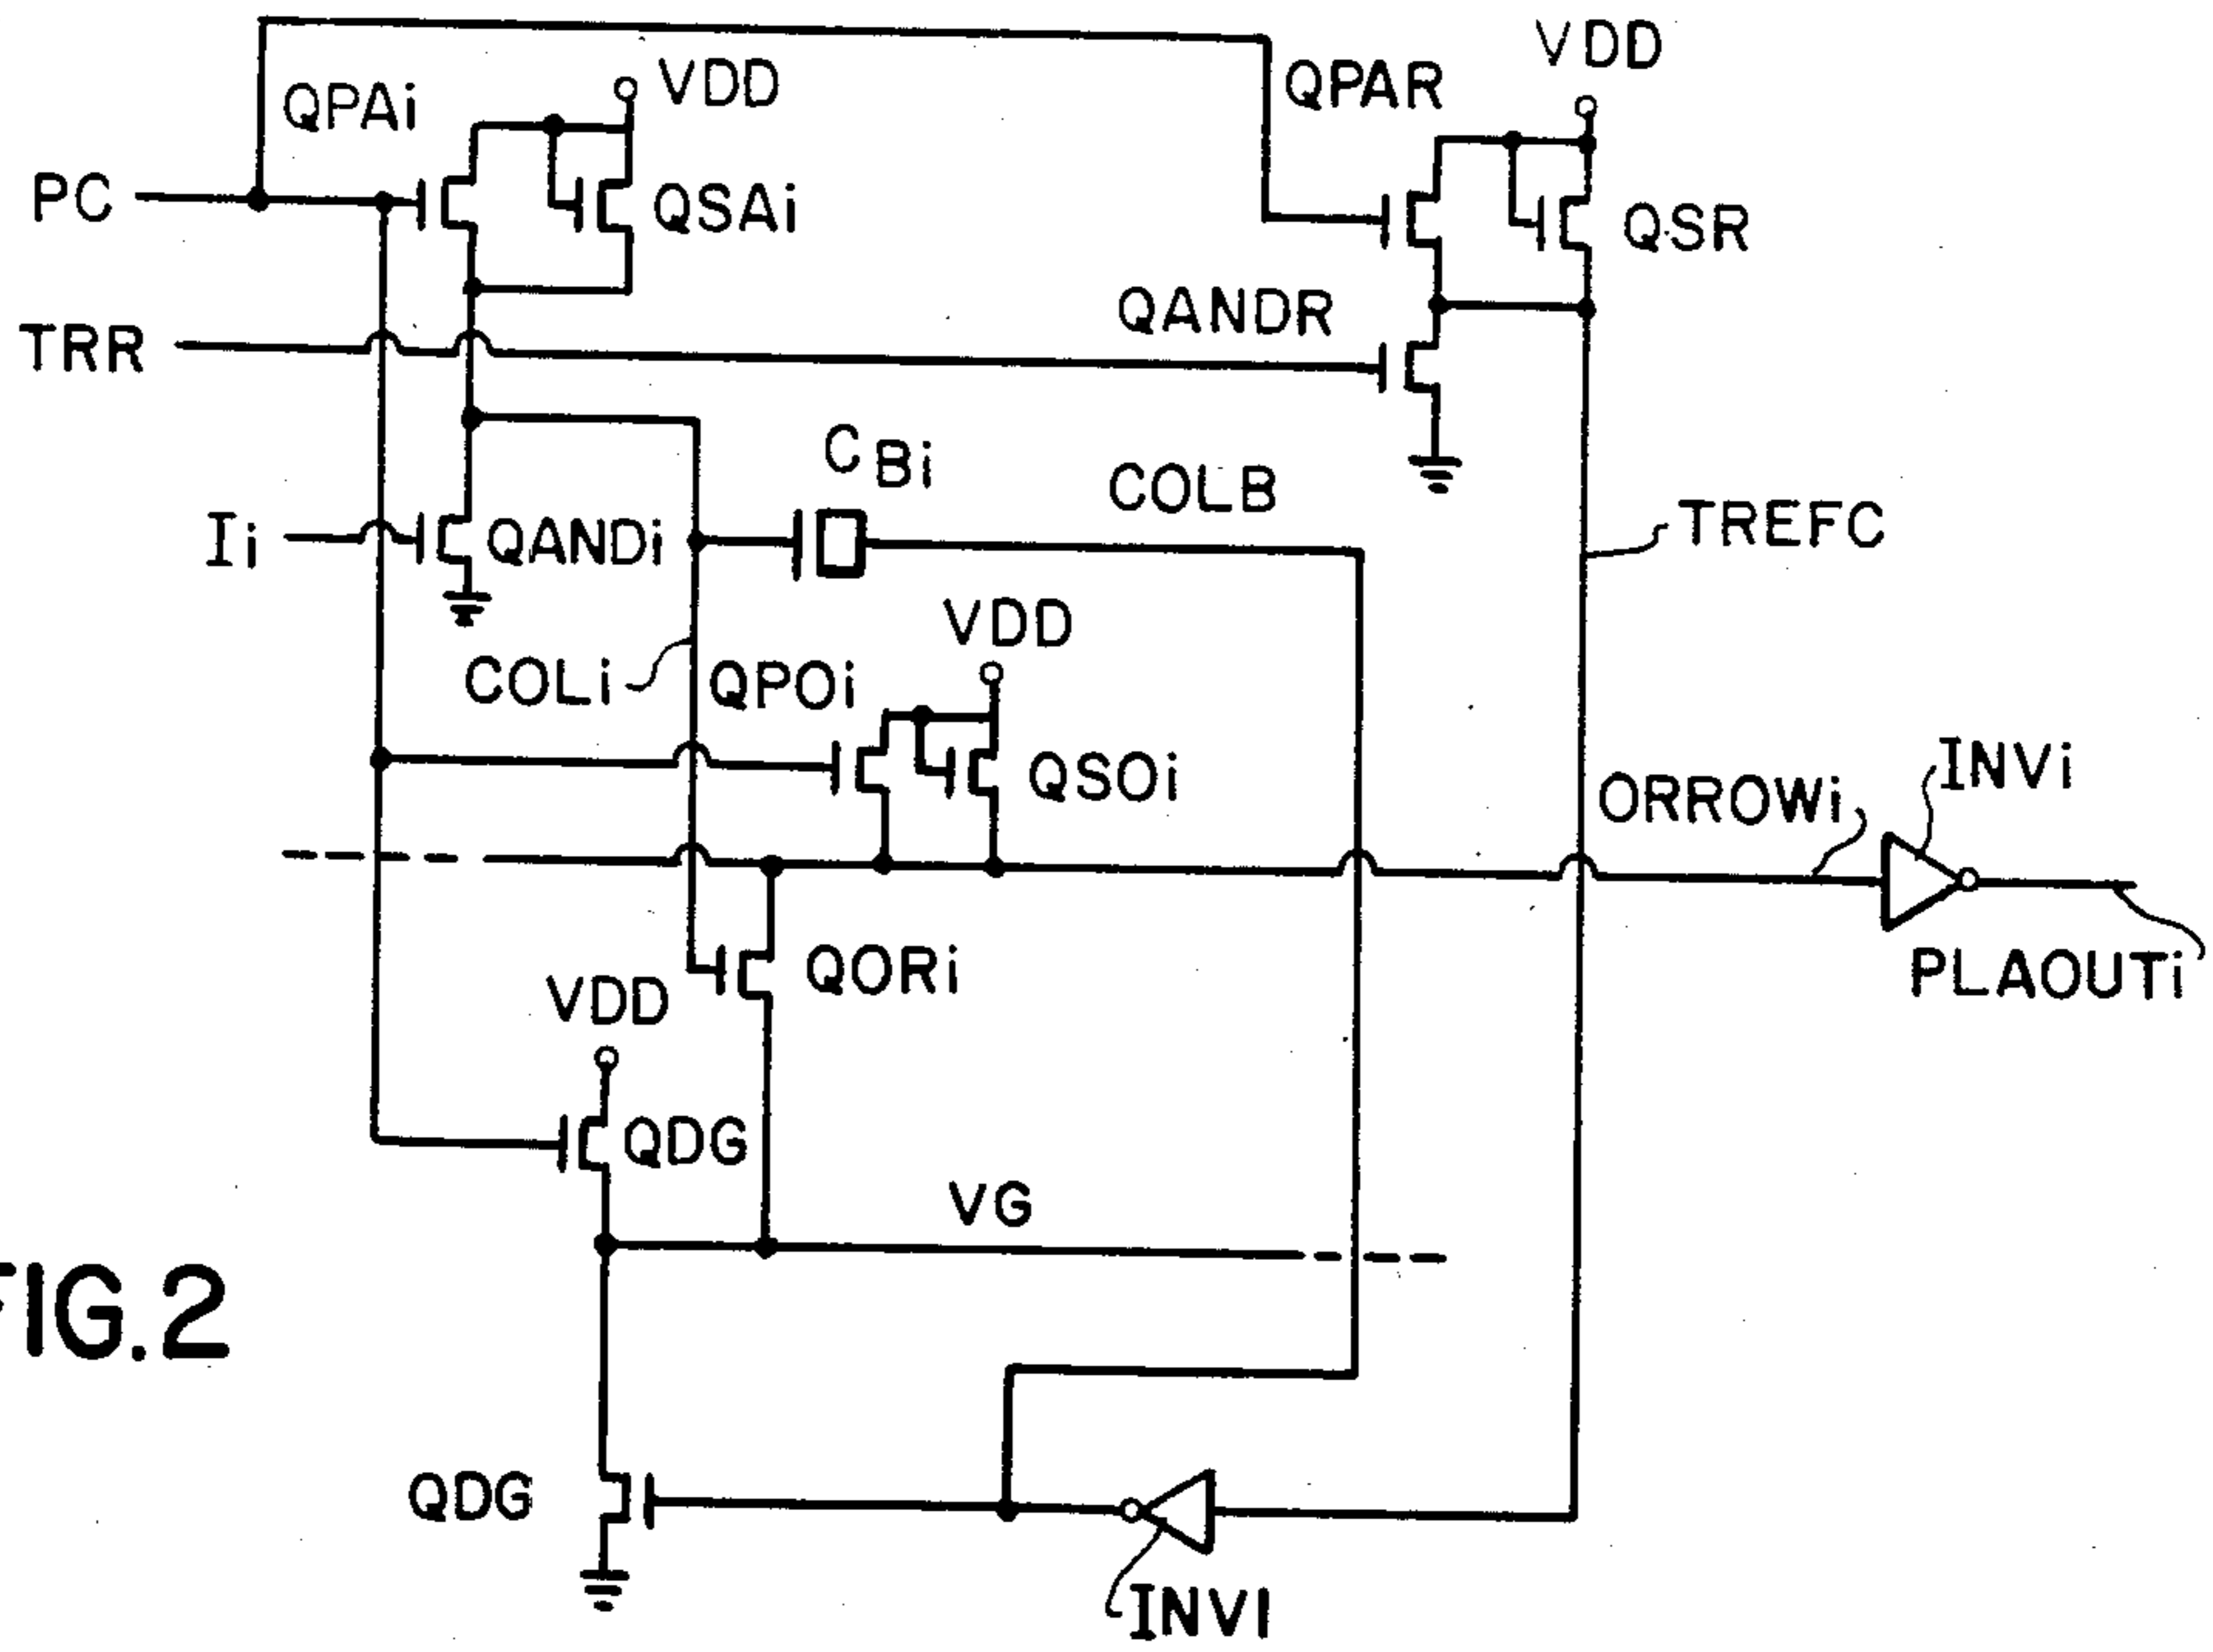 VDD
QPAR
VDD
QPAi
PC
QSAi
QSR
QANDR
TRR
CBi
COLB
TREFC
Ii
QANDi
VDD
COLi
QPOi
INVi
QSOi
ORROWi
QORi
PLAOUTi
VDD
QDG
VG
FIG.2
QDG
INV1